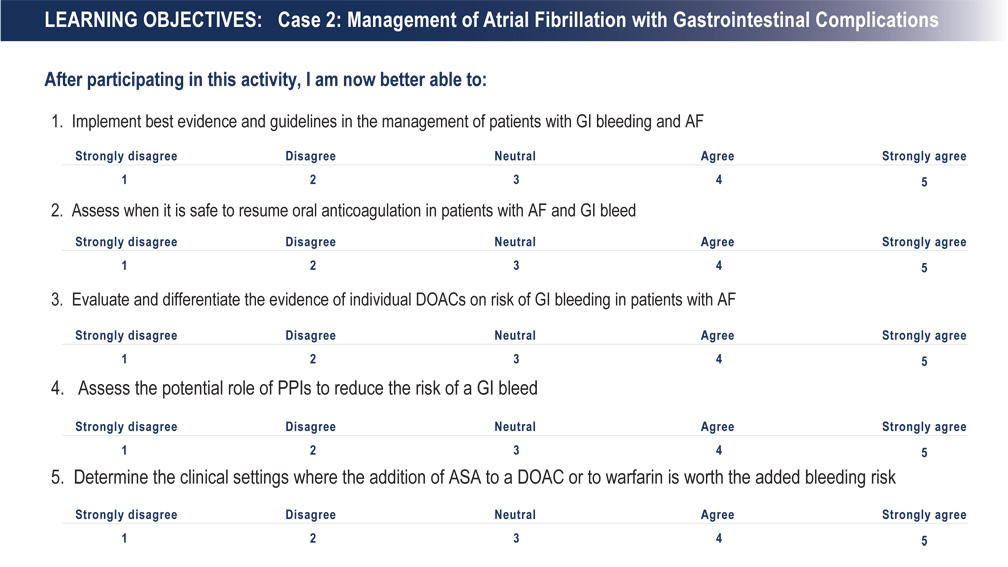 LEARNING OBJECTIVES: Case 2: Management of Atrial Fibrillation with Gastrointestinal Complications
After participating in this activity, I am now better able to:
1. Implement best evidence and guidelines in the management of patients with GI bleeding and AF
Strongly disagree Disagree Neutral Agree Strongly agree
1 2 3 4 5
2. Assess when it is safe to resume oral anticoagulation in patients with AF and GI bleed
Strongly disagree Disagree Neutral Agree Strongly agree
1 2 3 4 5
3. Evaluate and differentiate the evidence of individual DOACs on risk of GI bleeding in patients with AF
Strongly disagree Disagree Neutral Agree Strongly agree
1 2 3 4 5
4. Assess the potential role of PPIs to reduce the risk of a GI bleed
Strongly disagree Disagree Neutral Agree Strongly agree
1 2 3 4 5
5. Determine the clinical settings where the addition of ASA to a DOAC or to warfarin is worth the added bleeding risk
Strongly disagree Disagree Neutral Agree Strongly agree
1 2 3 4 5